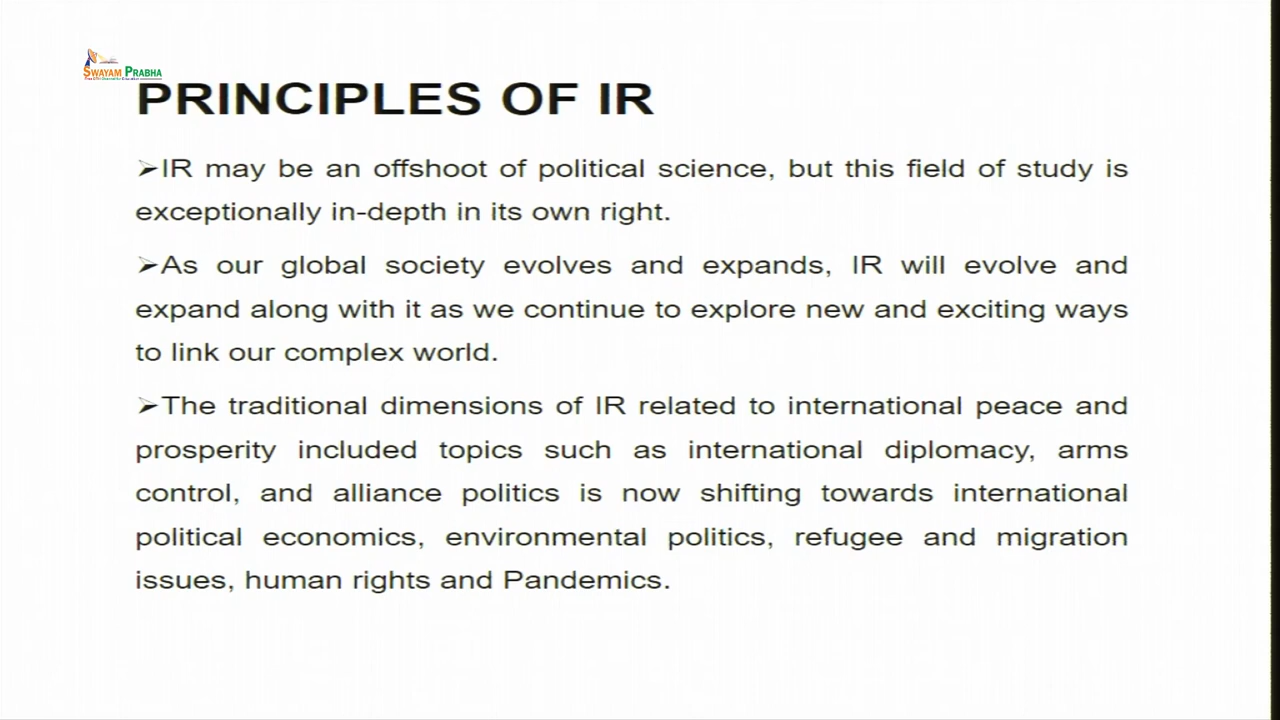 SWAYAM PRABHA
PRINCIPLES OF IR
➢IR may be an offshoot of political science, but this field of study is
exceptionally in-depth in its own right.
➢As our global society evolves and expands, IR will evolve and
expand along with it as we continue to explore new and exciting ways
to link our complex world.
➢The traditional dimensions of IR related to international peace and
prosperity included topics such as international diplomacy, arms
control, and alliance politics is now shifting towards international
political economics, environmental politics, refugee and migration
issues, human rights and Pandemics.